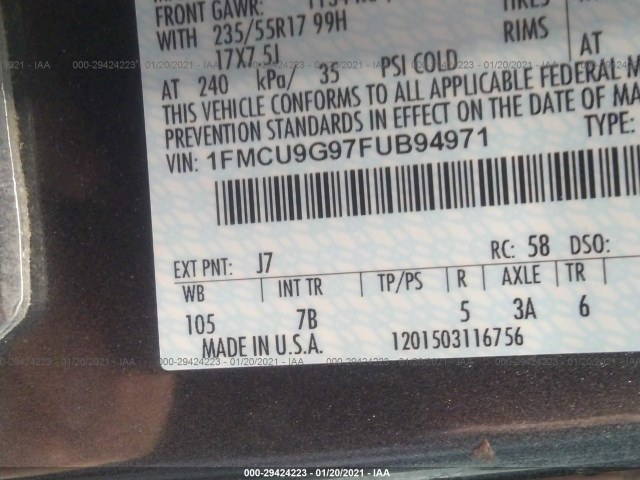 FRONT GAWR:
TIRES
WITH 235/55R17 99H
RIMS
17X7.5J
AT 240 kPa/ 35 PSI COLD
AT
THIS VEHICLE CONFORMS TO ALL APPLICABLE FEDERAL M
PREVENTION STANDARDS IN EFFECT ON THE DATE OF MA
VIN: 1FMCU9G97FUB94971
TYPE:
EXT PNT: J7
RC: 58 DSO:
WB INT TR TP/PS R AXLE TR
105 7B 5 3A 6
MADE IN U.S.A.
1201503116756
000-29424223 - 01/20/2021 - IAA